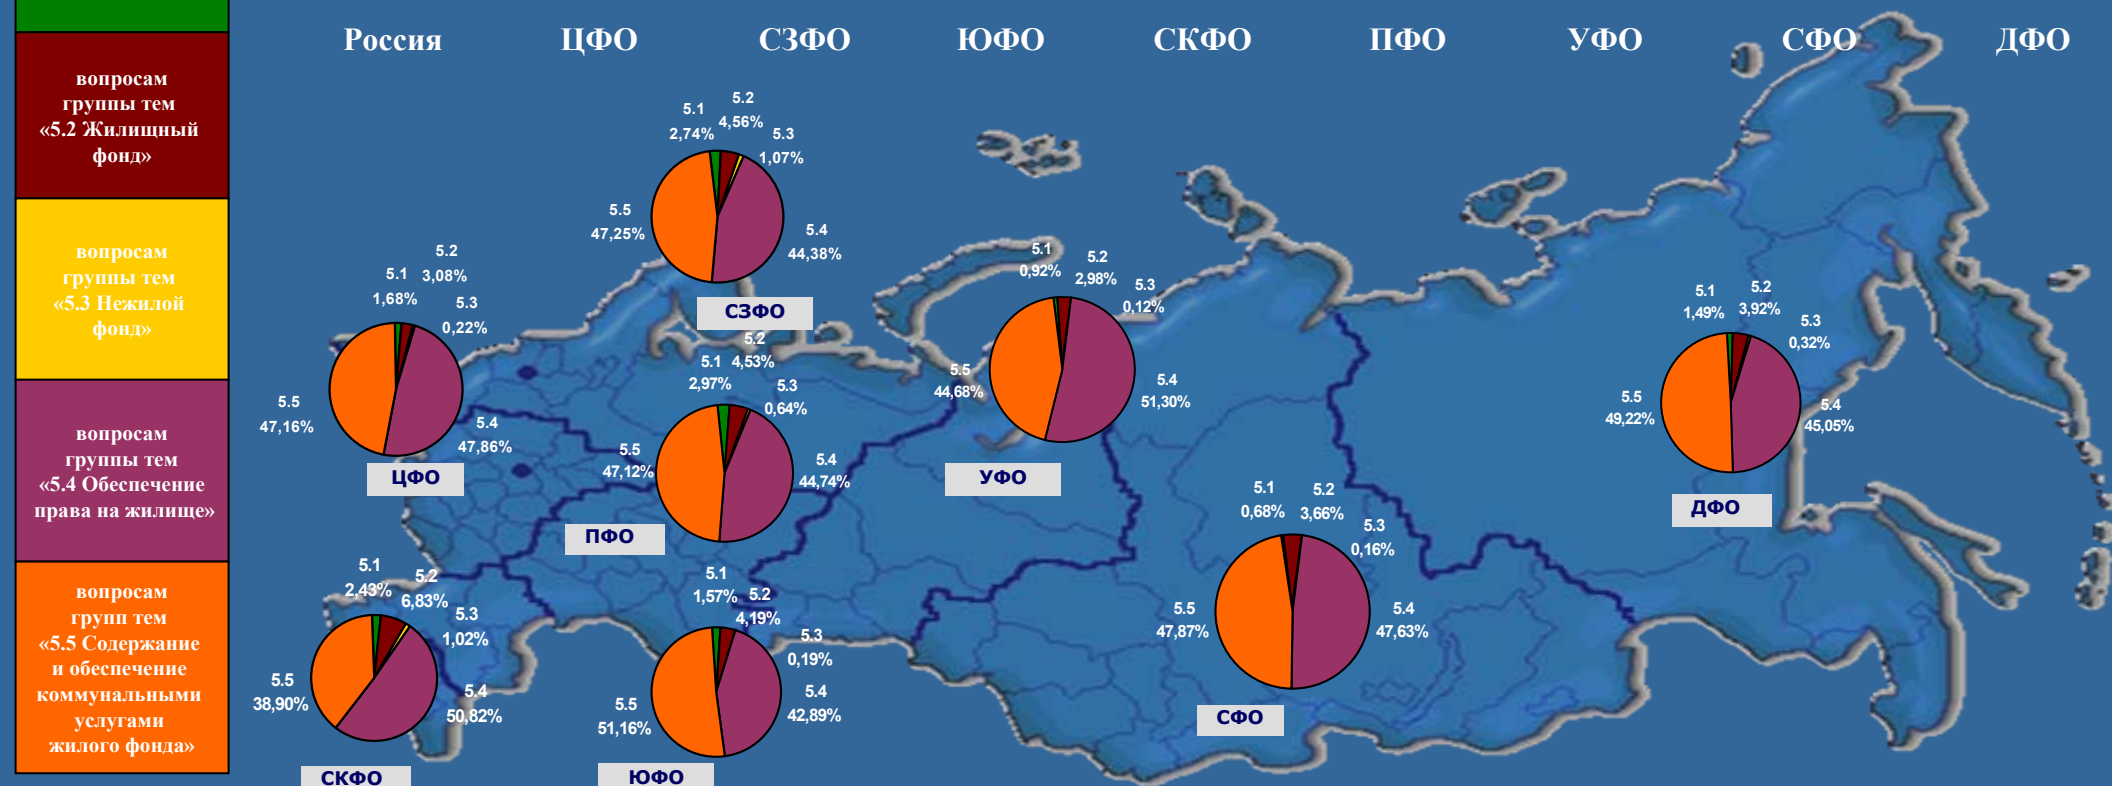 Россия ЦФО СЗФО ЮФО СКФО ПФО УФО СФО ДФО
вопросам
группы тем
«5.2 Жилищный
фонд»
вопросам
группы тем
«5.3 Нежилой
фонд»
вопросам
группы тем
«5.4 Обеспечение
права на жилище»
вопросам
групп тем
«5.5 Содержание
и обеспечение
коммунальными
услугами
жилого фонда»
5.1
2,74%
5.2
4,56%
5.3
1,07%
5.4
44,38%
5.5
47,25%
СЗФО
5.1
1,68%
5.2
3,08%
5.3
0,22%
5.4
47,86%
5.5
47,16%
ЦФО
5.1
2,97%
5.2
4,53%
5.3
0,64%
5.4
44,74%
5.5
47,12%
ПФО
5.1
0,92%
5.2
2,98%
5.3
0,12%
5.4
51,30%
5.5
44,68%
УФО
5.1
1,49%
5.2
3,92%
5.3
0,32%
5.4
45,05%
5.5
49,22%
ДФО
5.1
0,68%
5.2
3,66%
5.3
0,16%
5.4
47,63%
5.5
47,87%
СФО
5.1
2,43%
5.2
6,83%
5.3
1,02%
5.4
50,82%
5.5
38,90%
СКФО
5.1
1,57%
5.2
4,19%
5.3
0,19%
5.4
42,89%
5.5
51,16%
ЮФО